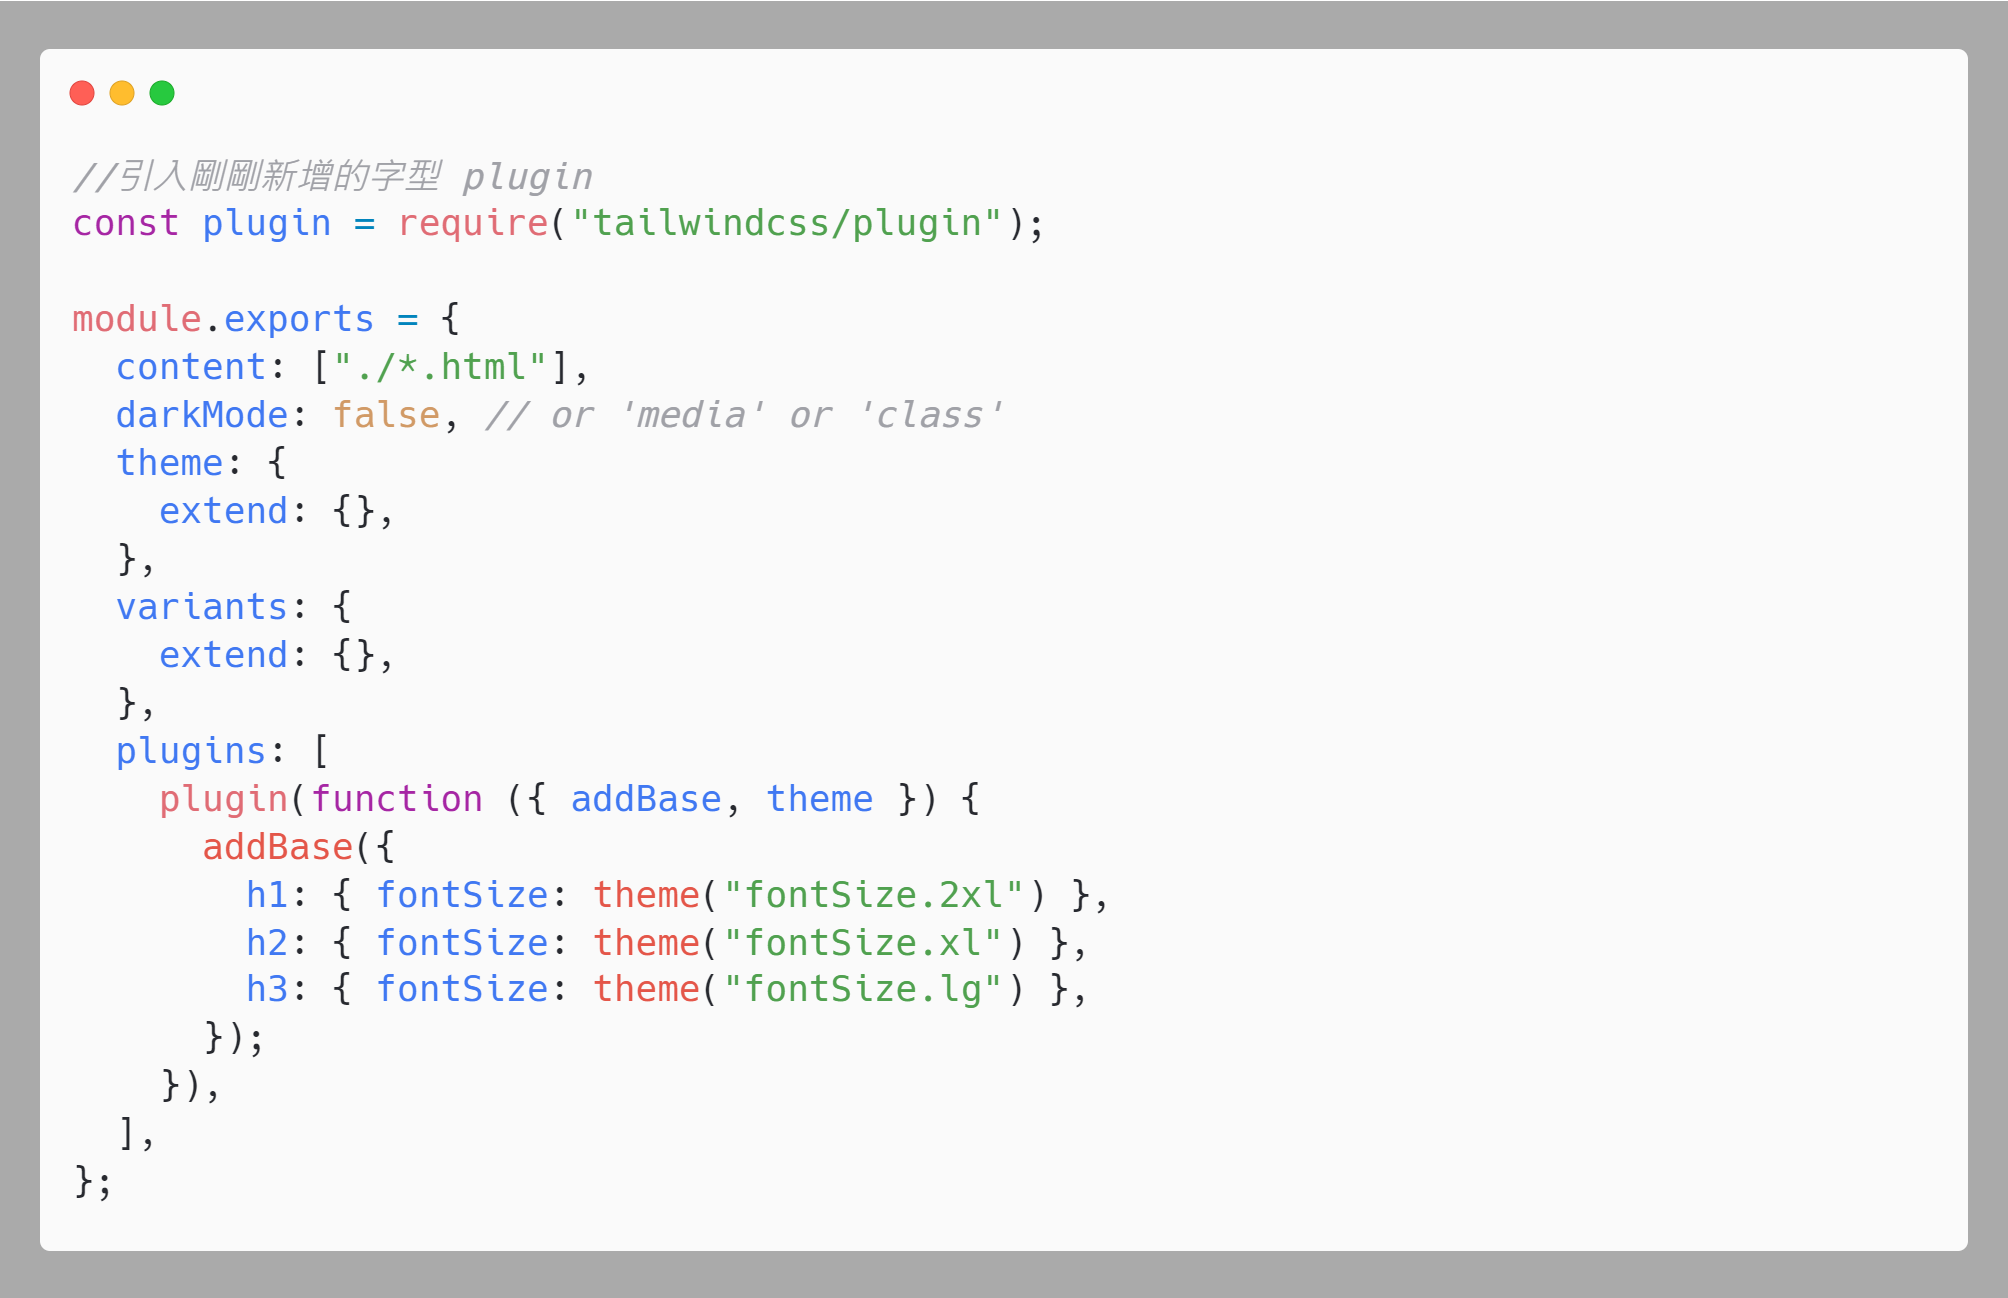 //引入剛剛新增的字型 plugin
const plugin = require("tailwindcss/plugin");

module.exports = {
  content: ["./*.html"],
  darkMode: false, // or 'media' or 'class'
  theme: {
    extend: {},
  },
  variants: {
    extend: {},
  },
  plugins: [
    plugin(function ({ addBase, theme }) {
      addBase({
        h1: { fontSize: theme("fontSize.2xl") },
        h2: { fontSize: theme("fontSize.xl") },
        h3: { fontSize: theme("fontSize.lg") },
      });
    }),
  ],
};